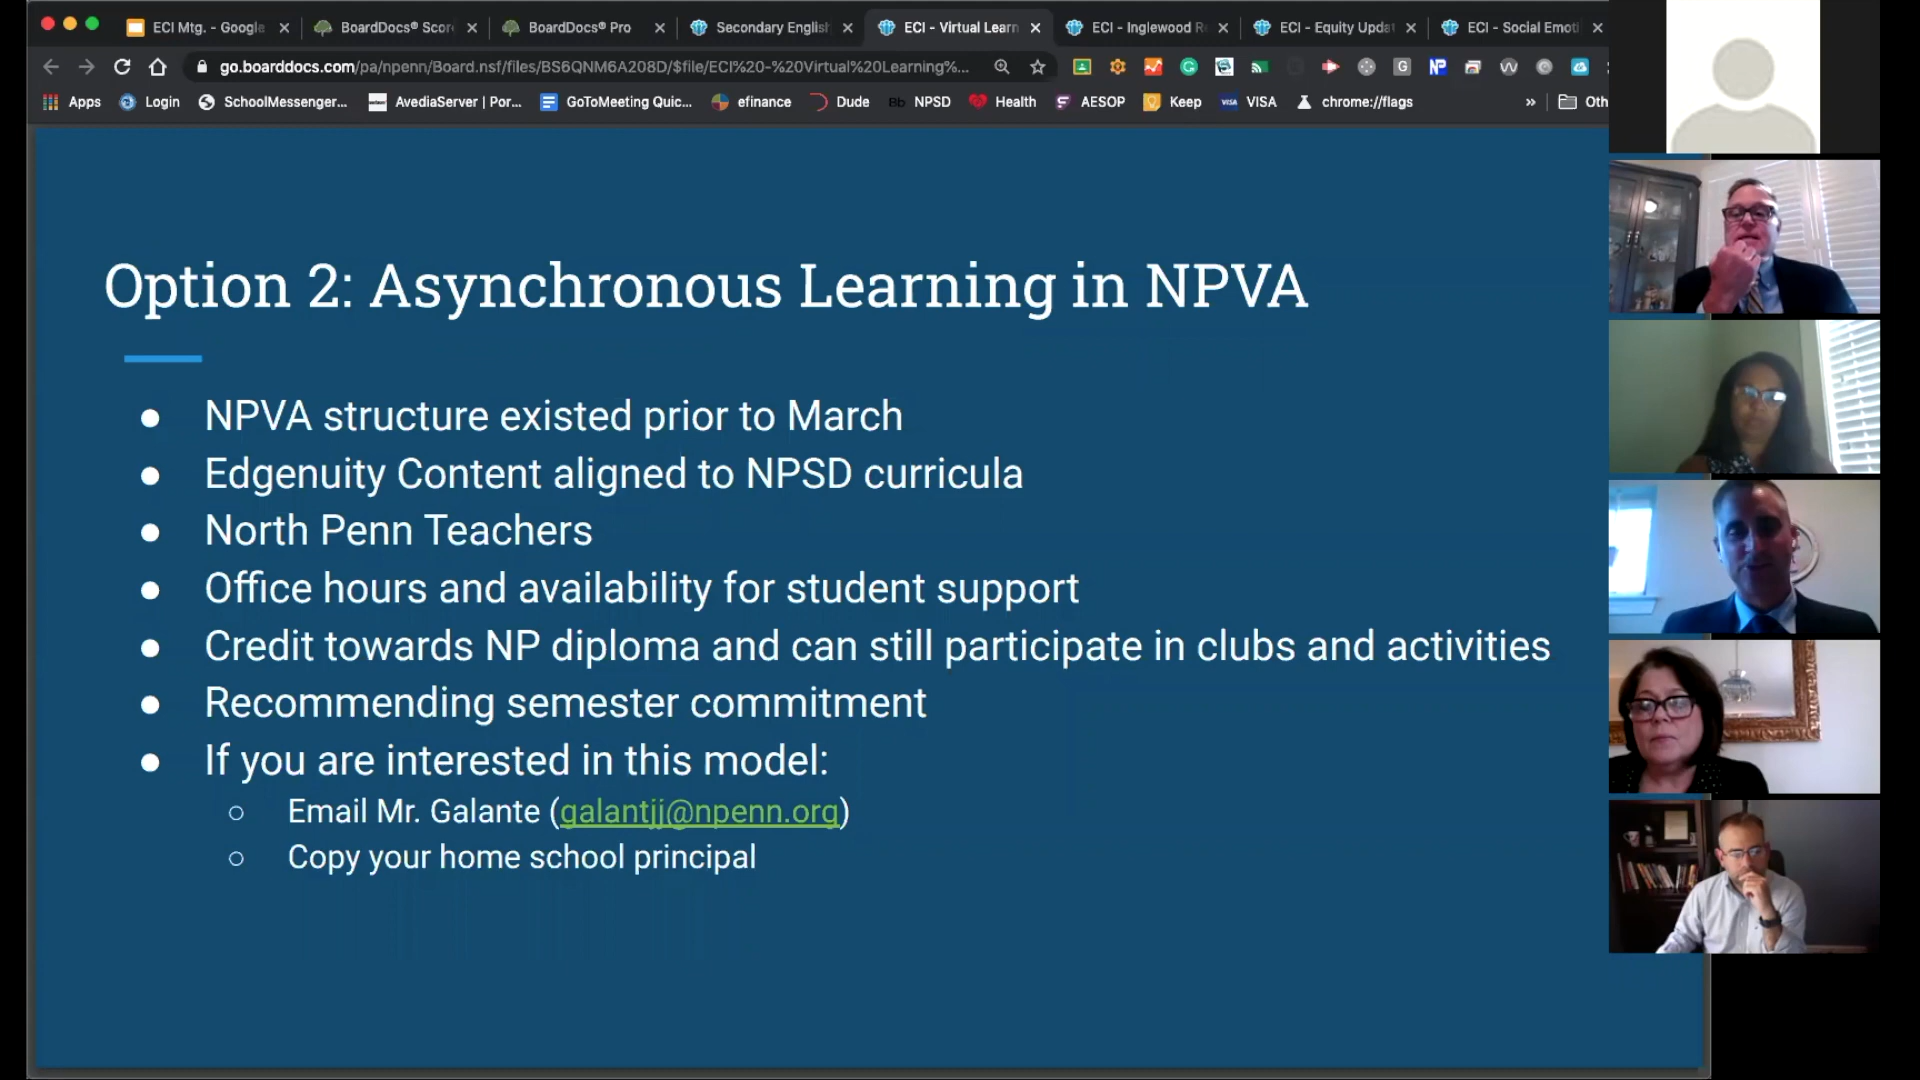 ECI Mtg. - Google
BoardDocs® Scor
BoardDocs® Pro
Secondary English
ECI - Virtual Learn
ECI - Inglewood R
ECI - Equity Upda
ECI - Social Emoti
go.boarddocs.com/pa/npenn/Board.nsf/files/BS6QNM6A208D/$file/ECI%20-%20Virtual%20Learning%...
Apps
Login
SchoolMessenger...
AvediaServer | Por...
GoToMeeting Quic...
efinance
Dude
Bb NPSD
Health
AESOP
Keep
VISA VISA
chrome://flags
»
Oth
Option 2: Asynchronous Learning in NPVA
● NPVA structure existed prior to March
● Edgenuity Content aligned to NPSD curricula
● North Penn Teachers
● Office hours and availability for student support
● Credit towards NP diploma and can still participate in clubs and activities
● Recommending semester commitment
● If you are interested in this model:
○ Email Mr. Galante (galantjj@npenn.org)
○ Copy your home school principal